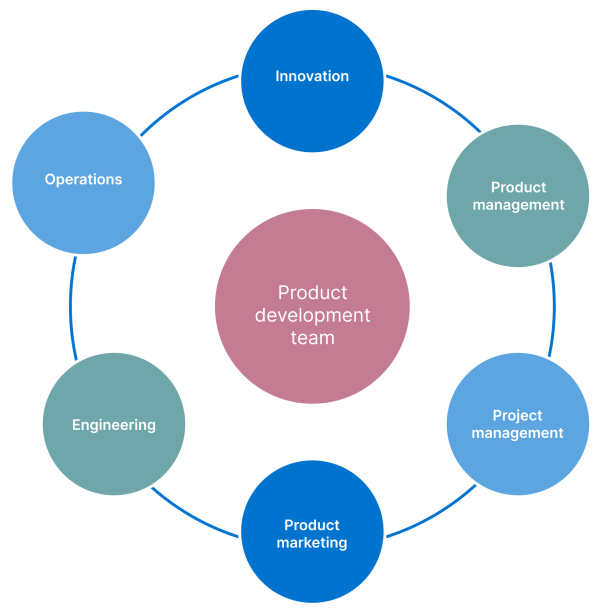 Innovation
Operations
Product
management
Product
development
team
Engineering
Project
management
Product
marketing